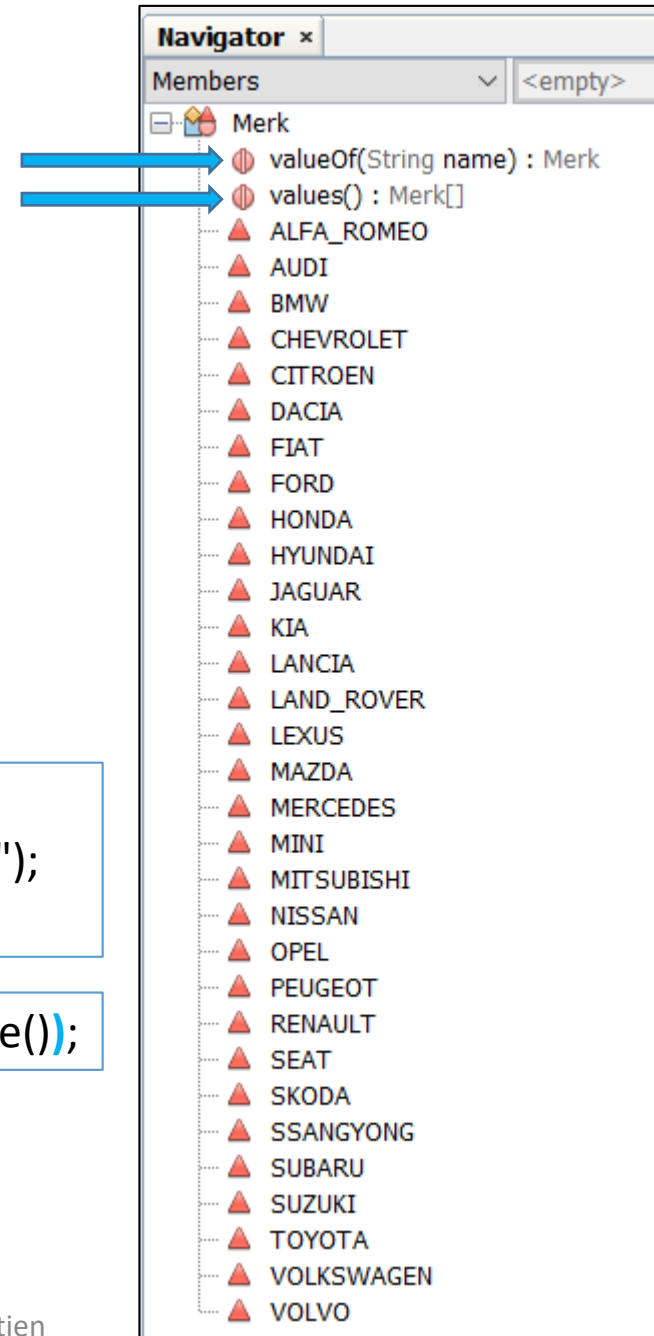 Navigator ×
Members <empty>
Merk
valueOf(String name) : Merk
values() : Merk[]
ALFA_ROMEO
AUDI
BMW
CHEVROLET
CITROEN
DACIA
FIAT
FORD
HONDA
HYUNDAI
JAGUAR
KIA
LANCIA
LAND_ROVER
LEXUS
MAZDA
MERCEDES
MINI
MITSUBISHI
NISSAN
OPEL
PEUGEOT
RENAULT
SEAT
SKODA
SSANGYONG
SUBARU
SUZUKI
TOYOTA
VOLKSWAGEN
VOLVO
");
e());
tien